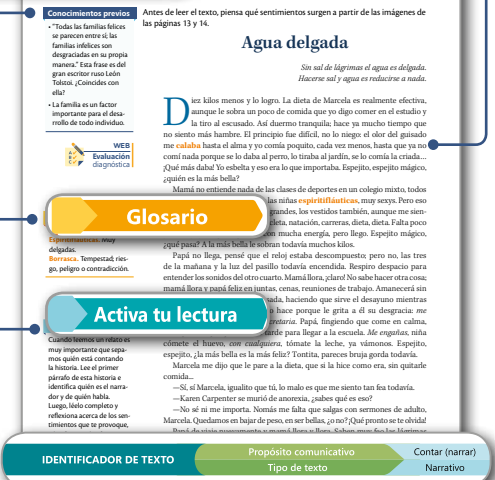 Conocimientos previos
• "Todas las familias felices
se parecen entre sí; las
familias infelices son
desgraciadas en su propia
manera." Esta frase es del
gran escritor ruso León
Tolstoi. ¿Coincides con
ella?
• La familia es un factor
importante para el desa-
rrollo de todo individuo.
WEB
Evaluación
diagnóstica
Glosario
Espiritifláuticas. Muy
delgadas.
Borrasca. Tempestad; ries-
go, peligro o contradicción.
Activa tu lectura
Cuando leemos un relato es
muy importante que sepa-
mos quién está contando
la historia. Lee el primer
párrafo de esta historia e
identifica quién es el narra-
dor y de quién habla.
Luego, léelo completo y
reflexiona acerca de los sen-
timientos que te provoque,
Antes de leer el texto, piensa qué sentimientos surgen a partir de las imágenes de
las páginas 13 y 14.
Agua delgada
Sin sal de lágrimas el agua es delgada.
Hacerse sal y agua es reducirse a nada.
Diez kilos menos y lo logro. La dieta de Marcela es realmente efectiva,
aunque le sobra un poco de comida que yo digo comer en el estudio y
la tiro al excusado. Así duermo tranquila; hace ya mucho tiempo que
no siento más hambre. El principio fue difícil, no lo niego: el olor del guisado
me calaba hasta el alma y yo comía poquito, cada vez menos, hasta que ya no
comí nada porque se lo daba al perro, lo tiraba al jardín, se lo comía la criada...
¡Qué más daba! Yo esbelta y eso era lo que importaba. Espejito, espejito mágico,
¿quién es la más bella?
Mamá no entiende nada de las clases de deportes en un colegio mixto, todos
las niñas espiritifláuticas, muy sexys. Pero eso
grandes, los vestidos también, aunque me sien-
cleta, natación, carreras, dieta, dieta. Falta poco
con mucha energía, pero llego. Espejito mágico,
¿qué pasa? A la más bella le sobran todavía muchos kilos.
Papá no llega, pensé que el reloj estaba descompuesto; pero no, las tres
de la mañana y la luz del pasillo todavía encendida. Respiro despacio para
entender los sonidos del otro cuarto. Mamá llora, ¡claro! No sabe hacer otra cosa;
mamá llora y papá feliz en juntas, cenas, reuniones de trabajo. Amanecerá sin
sada, haciendo que sirve el desayuno mientras
o hace porque le grita a él su desgracia: me
retaria. Papá, fingiendo que come en calma,
tarde para llegar a la escuela. Me engañas, niña
cómete el huevo, con cualquiera, tómate la leche, ya vámonos. Espejito,
espejito, ¿la más bella es la más feliz? Tontita, pareces bruja gorda todavía.
Marcela me dijo que le pare a la dieta, que si la hice como era, sin quitarle
comida...
—Sí, sí Marcela, igualito que tú, lo malo es que me siento tan fea todavía.
—Karen Carpenter se murió de anorexia, ¿sabes qué es eso?
—No sé ni me importa. Nomás me falta que salgas con sermones de adulto,
Marcela. Quedamos en bajar de peso, en ser bellas, ¿o no? ¡Qué pronto se te olvida!
IDENTIFICADOR DE TEXTO
Propósito comunicativo
Contar (narrar)
Tipo de texto
Narrativo